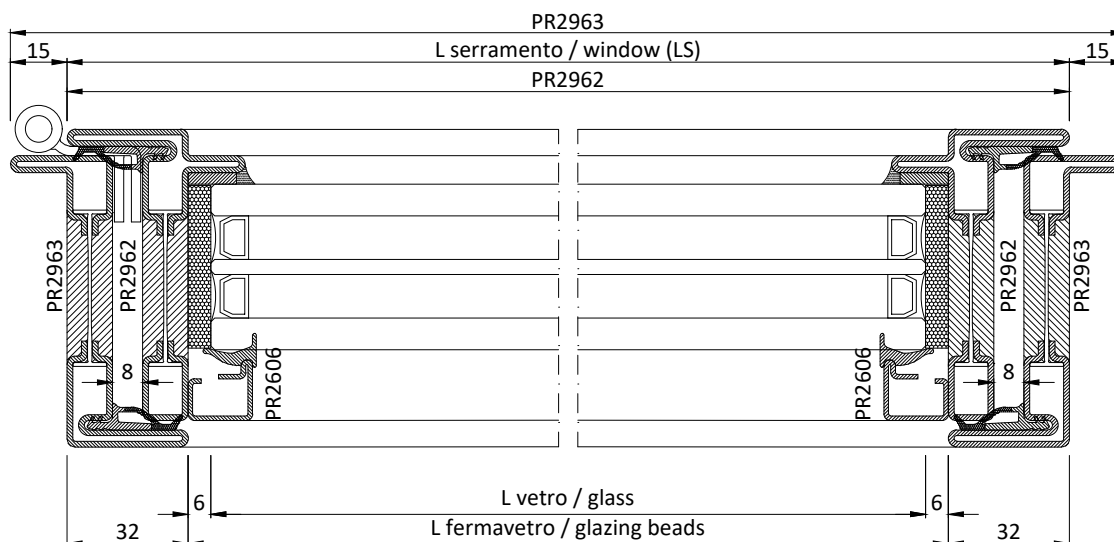 PR2963
15
L serramento / window (LS)
15
PR2962
PR2963
PR2962
PR2962
PR2963
8
PR2606
PR2606
8
6
L vetro / glass
6
32
L fermavetro / glazing beads
32